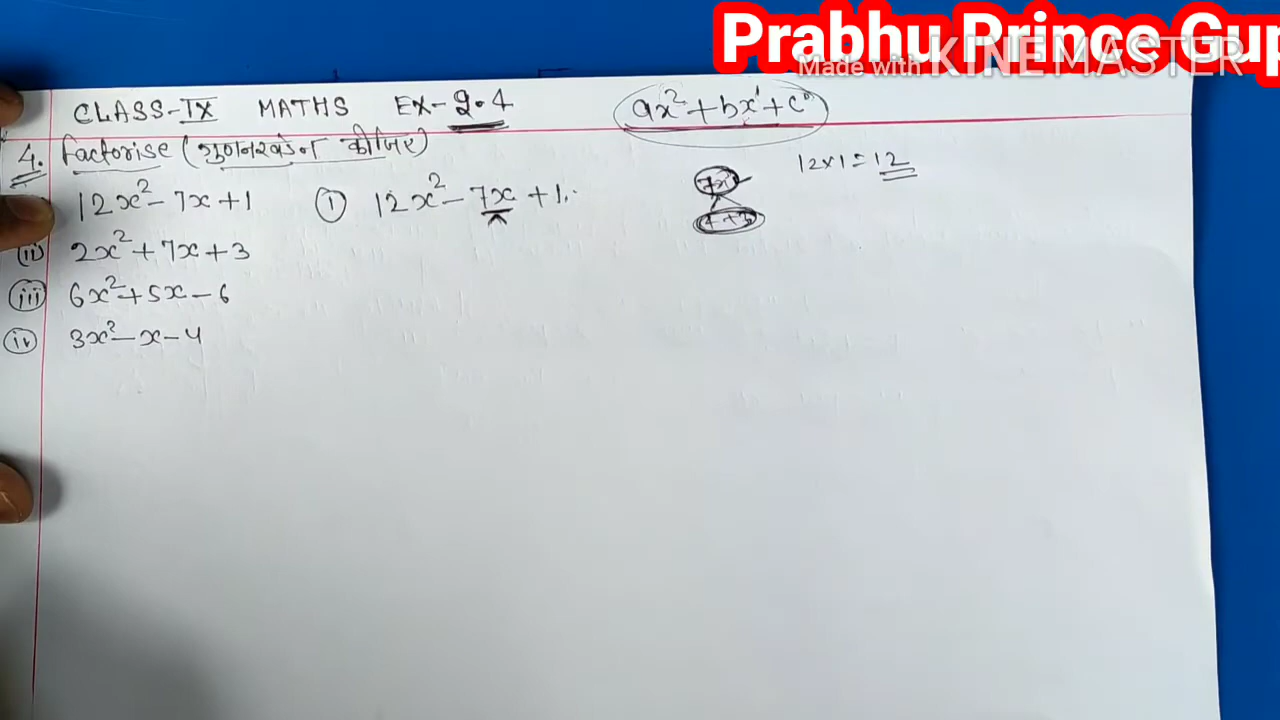 Prabhu Prince Gup
Made with KINEMASTER
CLASS-IX MATHS EX-2.4
ax²+bx¹+c⁰
4. Factorise (गुणनखंडन कीजिए)
12x²-7x+1
(i) 12x²-7x+1
12×1=12
(ii) 2x²+7x+3
(iii) 6x²+5x-6
(iv) 3x²-x-4